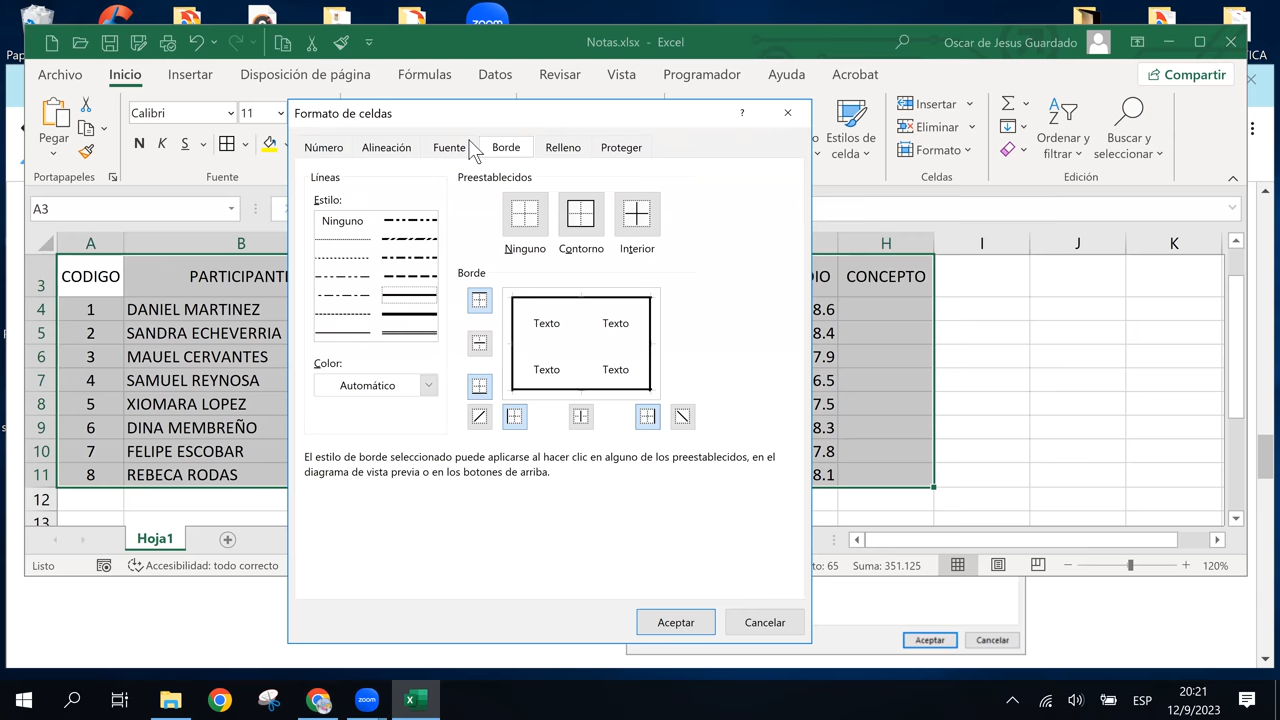 zoom
Pap
ICA
Notas.xlsx - Excel
Oscar de Jesus Guardado
Archivo Inicio Insertar Disposición de página Fórmulas Datos Revisar Vista Programador Ayuda Acrobat Compartir
Pegar
Portapapeles
Calibri 11
N K S
Fuente
Estilos de celda
Insertar
Eliminar
Formato
Celdas
Ordenar y filtrar
Buscar y seleccionar
Edición
A3
A B H I J K
3 CODIGO PARTICIPANT DIO CONCEPTO
4 1 DANIEL MARTINEZ 8.6
5 2 SANDRA ECHEVERRIA 8.4
6 3 MAUEL CERVANTES 7.9
7 4 SAMUEL REYNOSA 6.5
8 5 XIOMARA LOPEZ 7.5
9 6 DINA MEMBREÑO 8.3
10 7 FELIPE ESCOBAR 7.8
11 8 REBECA RODAS 8.1
12
13
Hoja1
Listo
Accesibilidad: todo correcto
to: 65 Suma: 351.125
120%
Formato de celdas ?
Número Alineación Fuente Borde Relleno Proteger
Líneas
Estilo:
Ninguno
Color:
Automático
Preestablecidos
Ninguno Contorno Interior
Borde
Texto Texto
Texto Texto
El estilo de borde seleccionado puede aplicarse al hacer clic en alguno de los preestablecidos, en el
diagrama de vista previa o en los botones de arriba.
Aceptar Cancelar
Aceptar Cancelar
zoom
ESP
20:21
12/9/2023